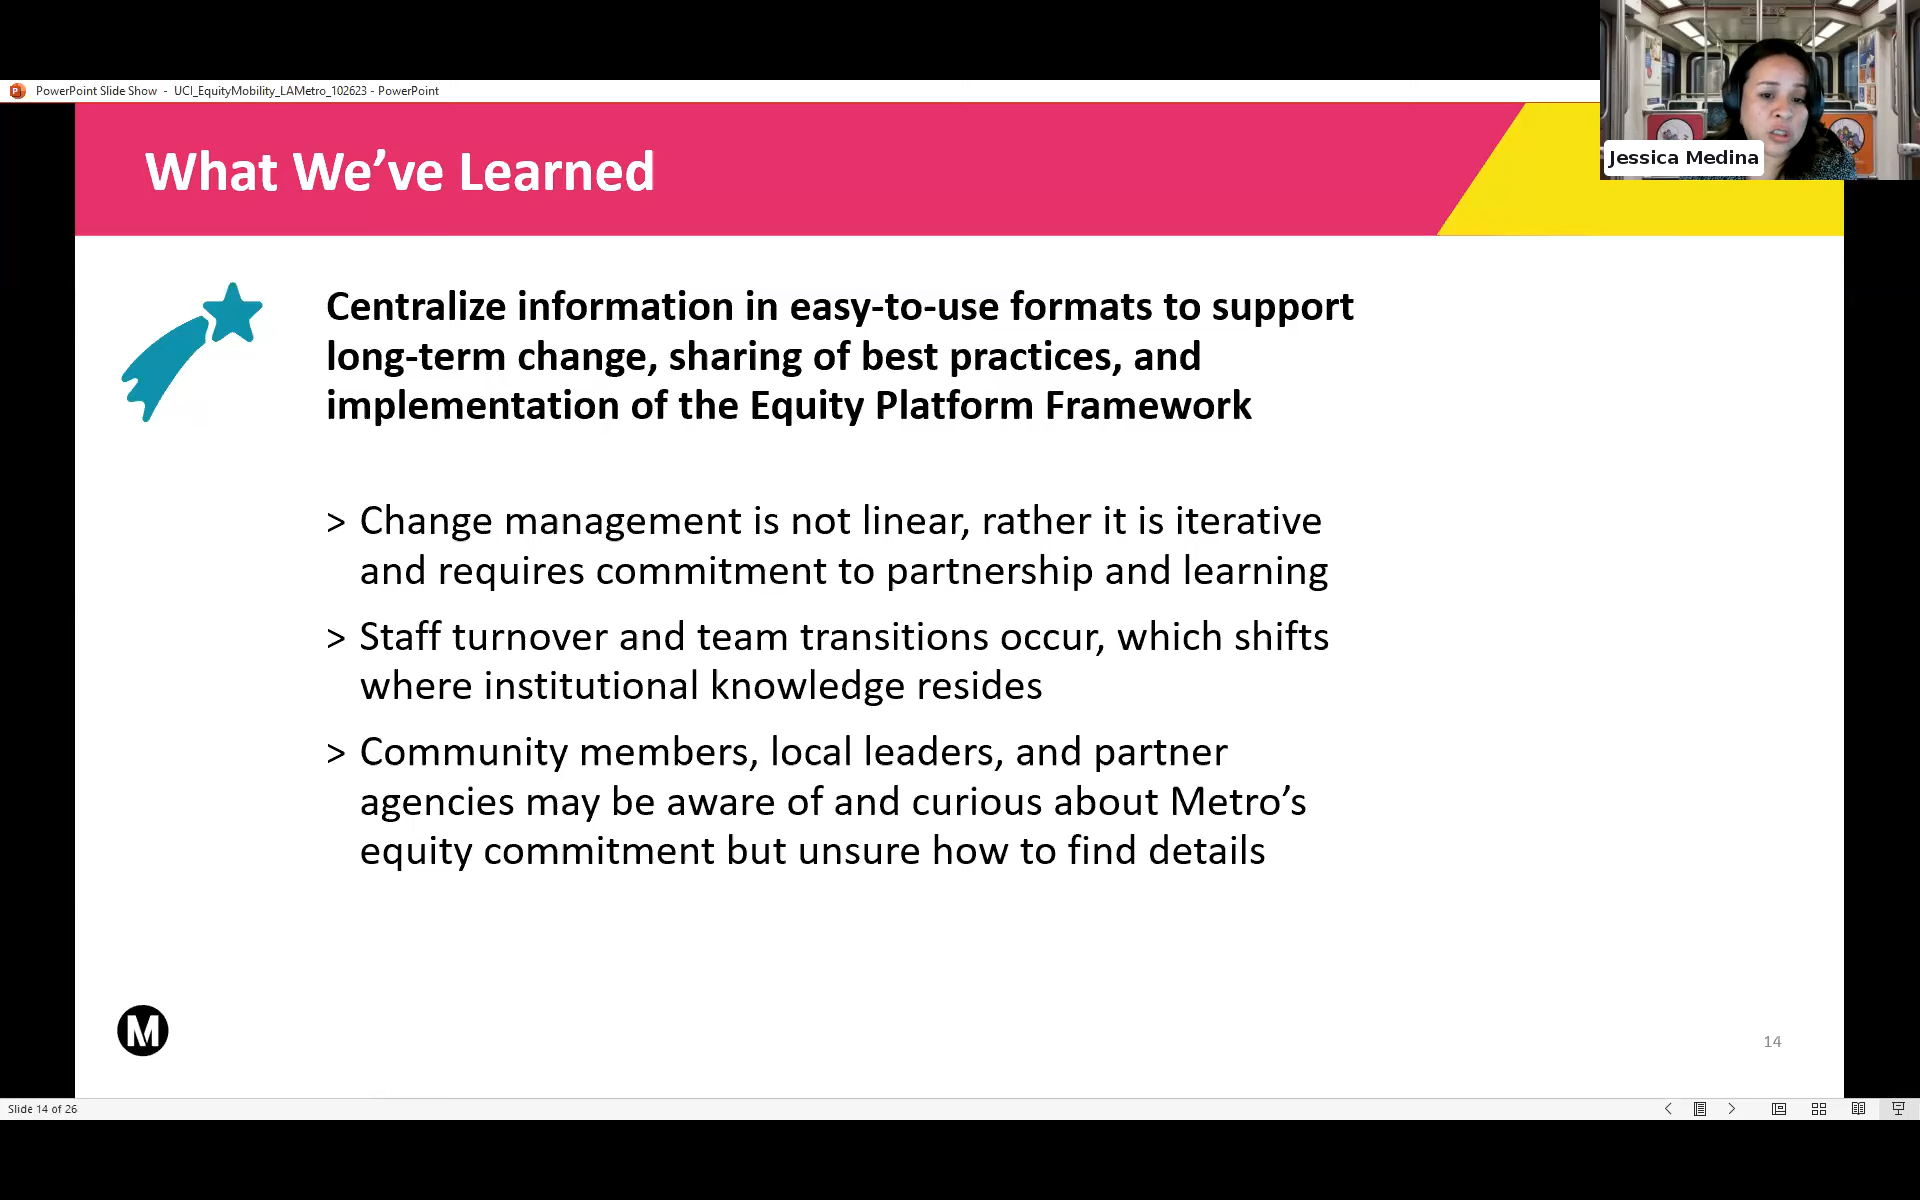 PowerPoint Slide Show - UCI_EquityMobility_LAMetro_102623 - PowerPoint
Jessica Medina
What We’ve Learned
Centralize information in easy-to-use formats to support
long-term change, sharing of best practices, and
implementation of the Equity Platform Framework
> Change management is not linear, rather it is iterative
and requires commitment to partnership and learning
> Staff turnover and team transitions occur, which shifts
where institutional knowledge resides
> Community members, local leaders, and partner
agencies may be aware of and curious about Metro’s
equity commitment but unsure how to find details
M
14
Slide 14 of 26